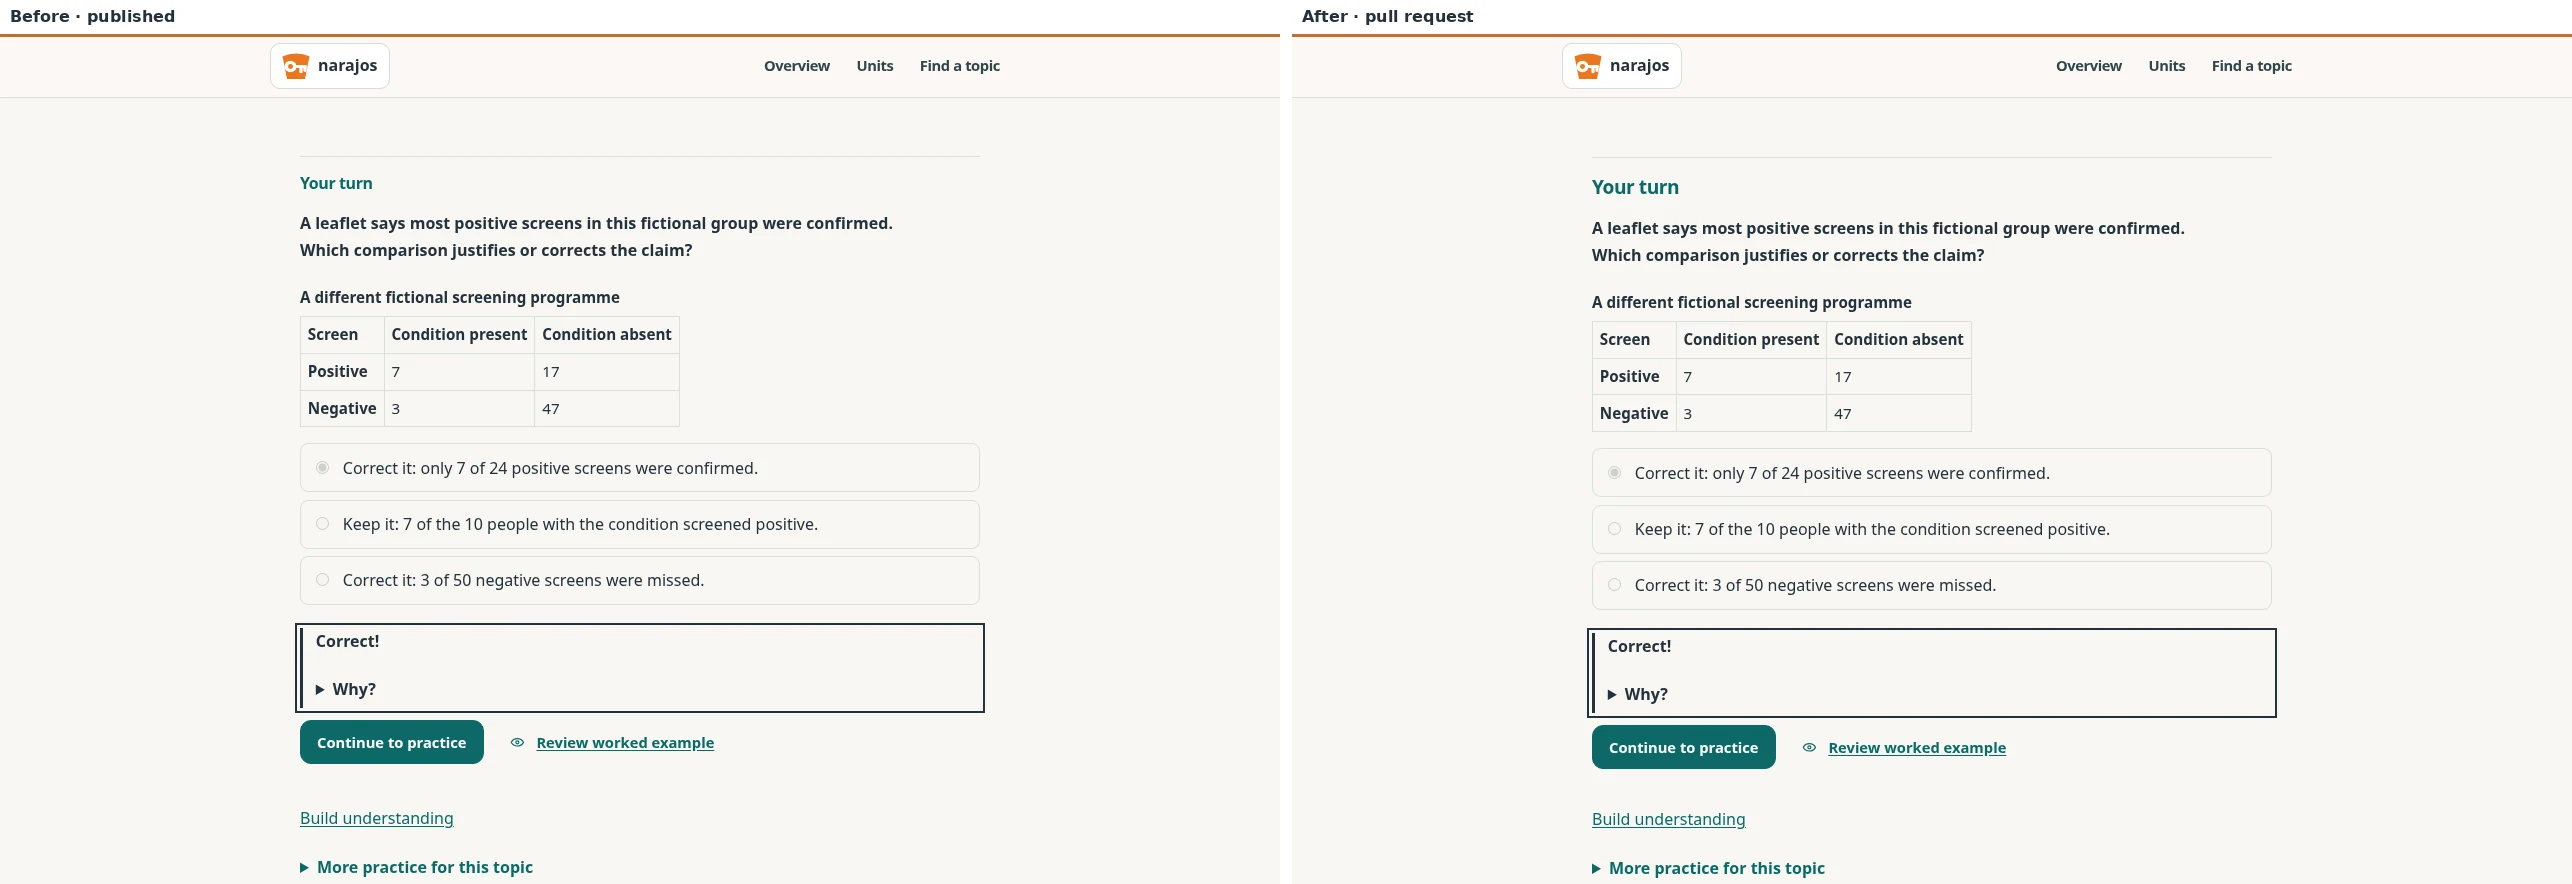 Before · published
narajos
Overview Units Find a topic
Your turn
A leaflet says most positive screens in this fictional group were confirmed.
Which comparison justifies or corrects the claim?
A different fictional screening programme
Screen Condition present Condition absent
Positive 7 17
Negative 3 47
Correct it: only 7 of 24 positive screens were confirmed.
Keep it: 7 of the 10 people with the condition screened positive.
Correct it: 3 of 50 negative screens were missed.
Correct!
Why?
Continue to practice Review worked example
Build understanding
More practice for this topic
After · pull request
narajos
Overview Units Find a topic
Your turn
A leaflet says most positive screens in this fictional group were confirmed.
Which comparison justifies or corrects the claim?
A different fictional screening programme
Screen Condition present Condition absent
Positive 7 17
Negative 3 47
Correct it: only 7 of 24 positive screens were confirmed.
Keep it: 7 of the 10 people with the condition screened positive.
Correct it: 3 of 50 negative screens were missed.
Correct!
Why?
Continue to practice Review worked example
Build understanding
More practice for this topic